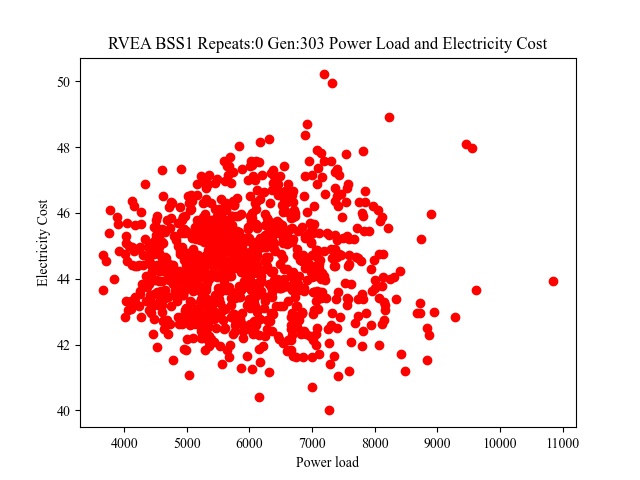 RVEA BSS1 Repeats:0 Gen:303 Power Load and Electricity Cost
Electricity Cost
50
48
46
44
42
40
4000 5000 6000 7000 8000 9000 10000 11000
Power load